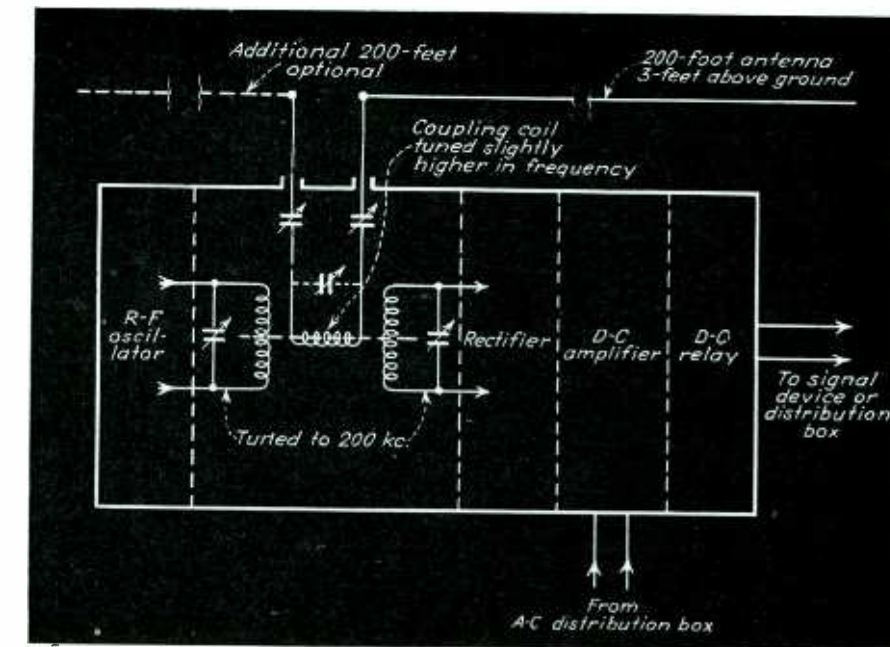 Additional 200-feet
optional
200-foot antenna
3-feet above ground
Coupling coil
tuned slightly
higher in frequency
R-F
oscil-
lator
Rectifier
D-C
amplifier
D-C
relay
To signal
device or
distribution
box
Tuned to 200 kc.
From
A-C distribution box